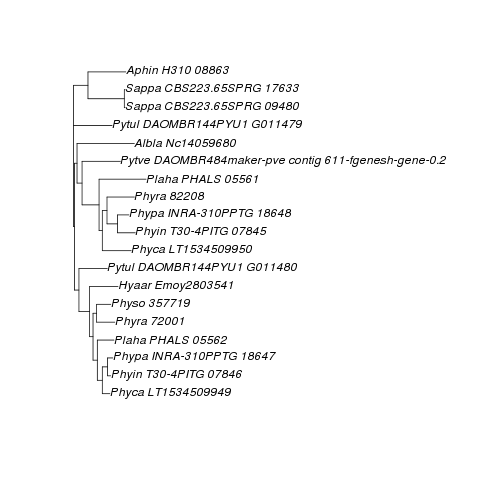 Aphin H310 08863
Sappa CBS223.65SPRG 17633
Sappa CBS223.65SPRG 09480
Pytul DAOMBR144PYU1 G011479
Albla Nc14059680
Pytve DAOMBR484maker-pve contig 611-fgenesh-gene-0.2
Plaha PHALS 05561
Phyra 82208
Phypa INRA-310PPTG 18648
Phyin T30-4PITG 07845
Phyca LT1534509950
Pytul DAOMBR144PYU1 G011480
Hyaar Emoy2803541
Physo 357719
Phyra 72001
Plaha PHALS 05562
Phypa INRA-310PPTG 18647
Phyin T30-4PITG 07846
Phyca LT1534509949